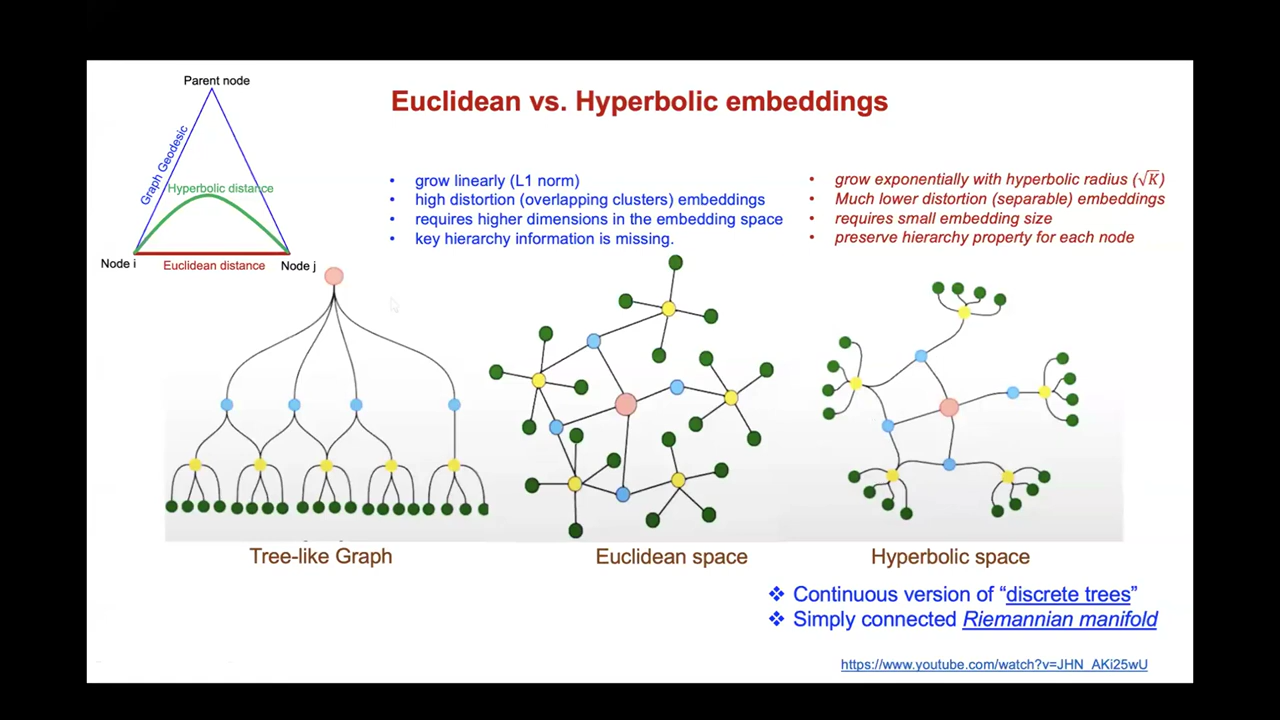 Parent node
Euclidean vs. Hyperbolic embeddings
Graph Geodesic
Hyperbolic distance
Node i
Euclidean distance
Node j
• grow linearly (L1 norm)
• high distortion (overlapping clusters) embeddings
• requires higher dimensions in the embedding space
• key hierarchy information is missing.
• grow exponentially with hyperbolic radius (√K)
• Much lower distortion (separable) embeddings
• requires small embedding size
• preserve hierarchy property for each node
Tree-like Graph
Euclidean space
Hyperbolic space
❖ Continuous version of “discrete trees”
❖ Simply connected Riemannian manifold
https://www.youtube.com/watch?v=JHN_AKi25wU